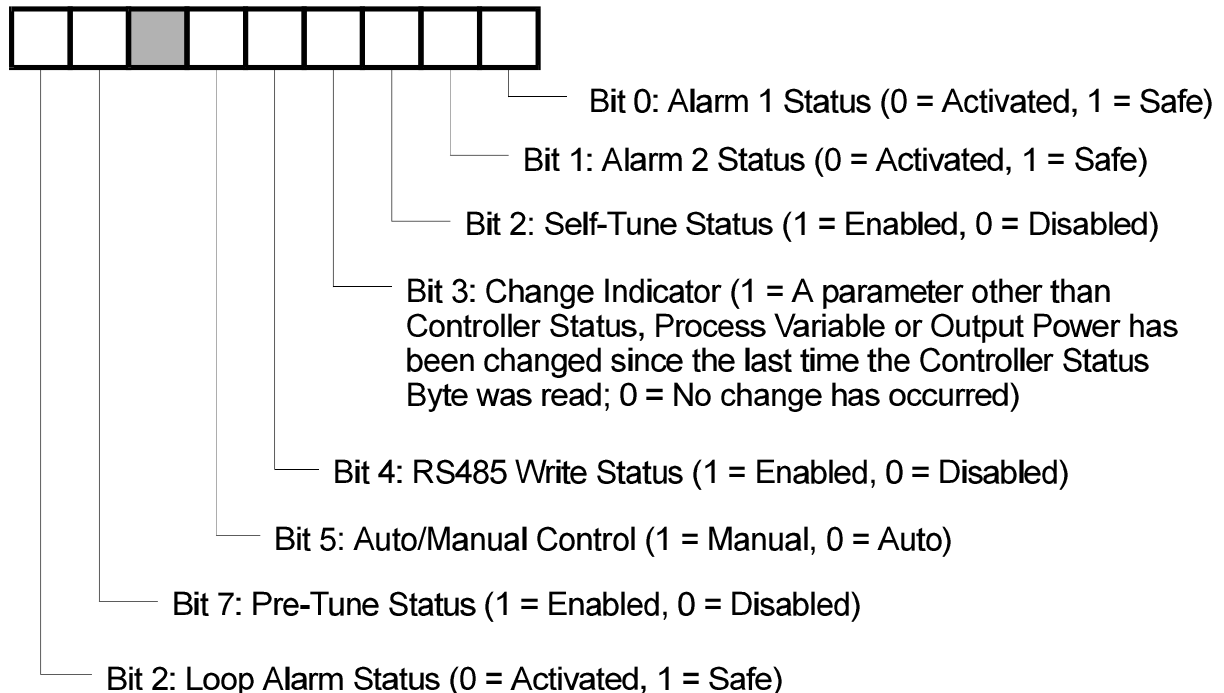 Bit 0: Alarm 1 Status (0 = Activated, 1 = Safe)
Bit 1: Alarm 2 Status (0 = Activated, 1 = Safe)
Bit 2: Self-Tune Status (1 = Enabled, 0 = Disabled)
Bit 3: Change Indicator (1 = A parameter other than
Controller Status, Process Variable or Output Power has
been changed since the last time the Controller Status
Byte was read; 0 = No change has occurred)
Bit 4: RS485 Write Status (1 = Enabled, 0 = Disabled)
Bit 5: Auto/Manual Control (1 = Manual, 0 = Auto)
Bit 7: Pre-Tune Status (1 = Enabled, 0 = Disabled)
Bit 2: Loop Alarm Status (0 = Activated, 1 = Safe)